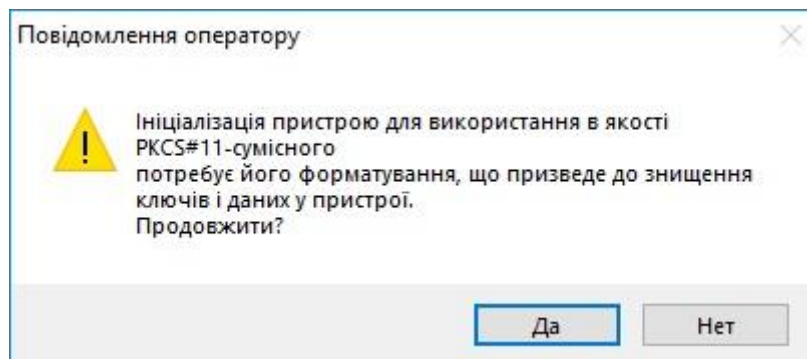 Повідомлення оператору
Ініціалізація пристрою для використання в якості
PKCS#11-сумісного
потребує його форматування, що призведе до знищення
ключів і даних у пристрої.
Продовжити?
Да
Нет